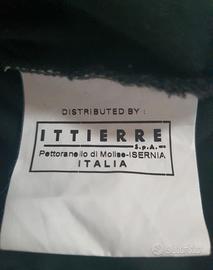 DISTRIBUTED BY :
ITTIERRE
S.p.A.
Pettoranello di Molise-ISERNIA
ITALIA